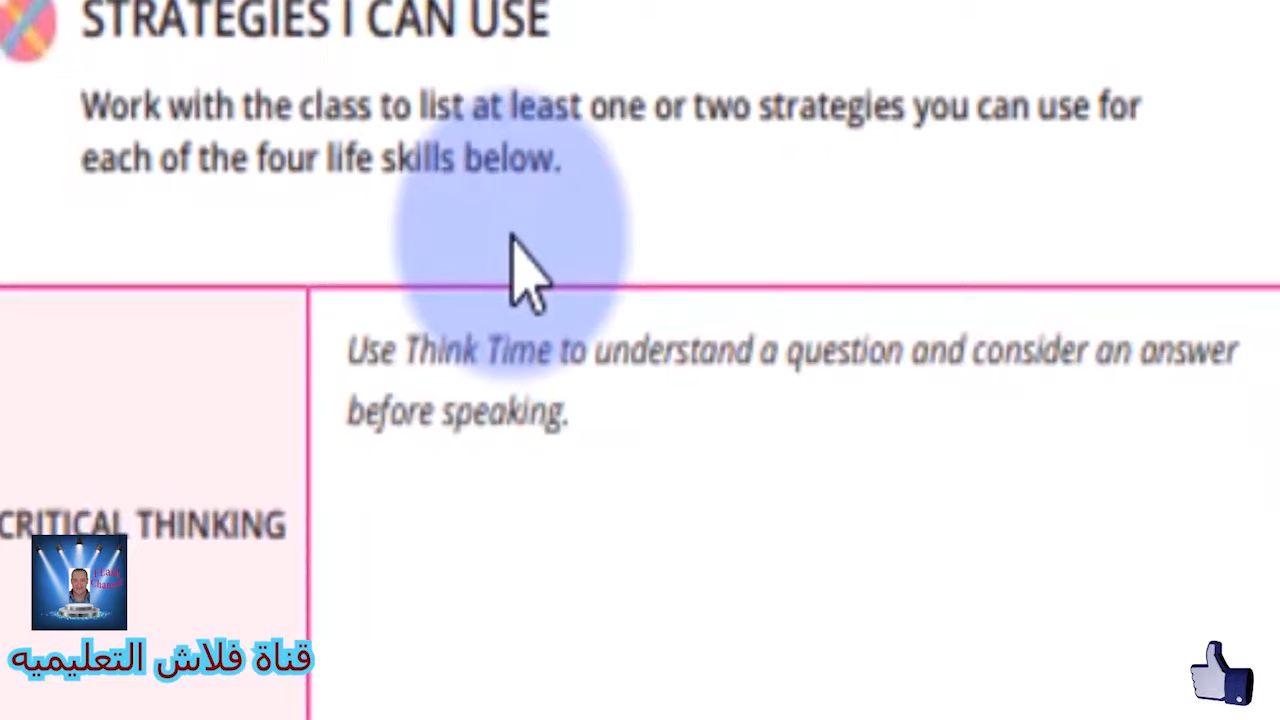 STRATEGIES I CAN USE
Work with the class to list at least one or two strategies you can use for
each of the four life skills below.
Use Think Time to understand a question and consider an answer
before speaking.
CRITICAL THINKING
قناة فلاش التعليميه